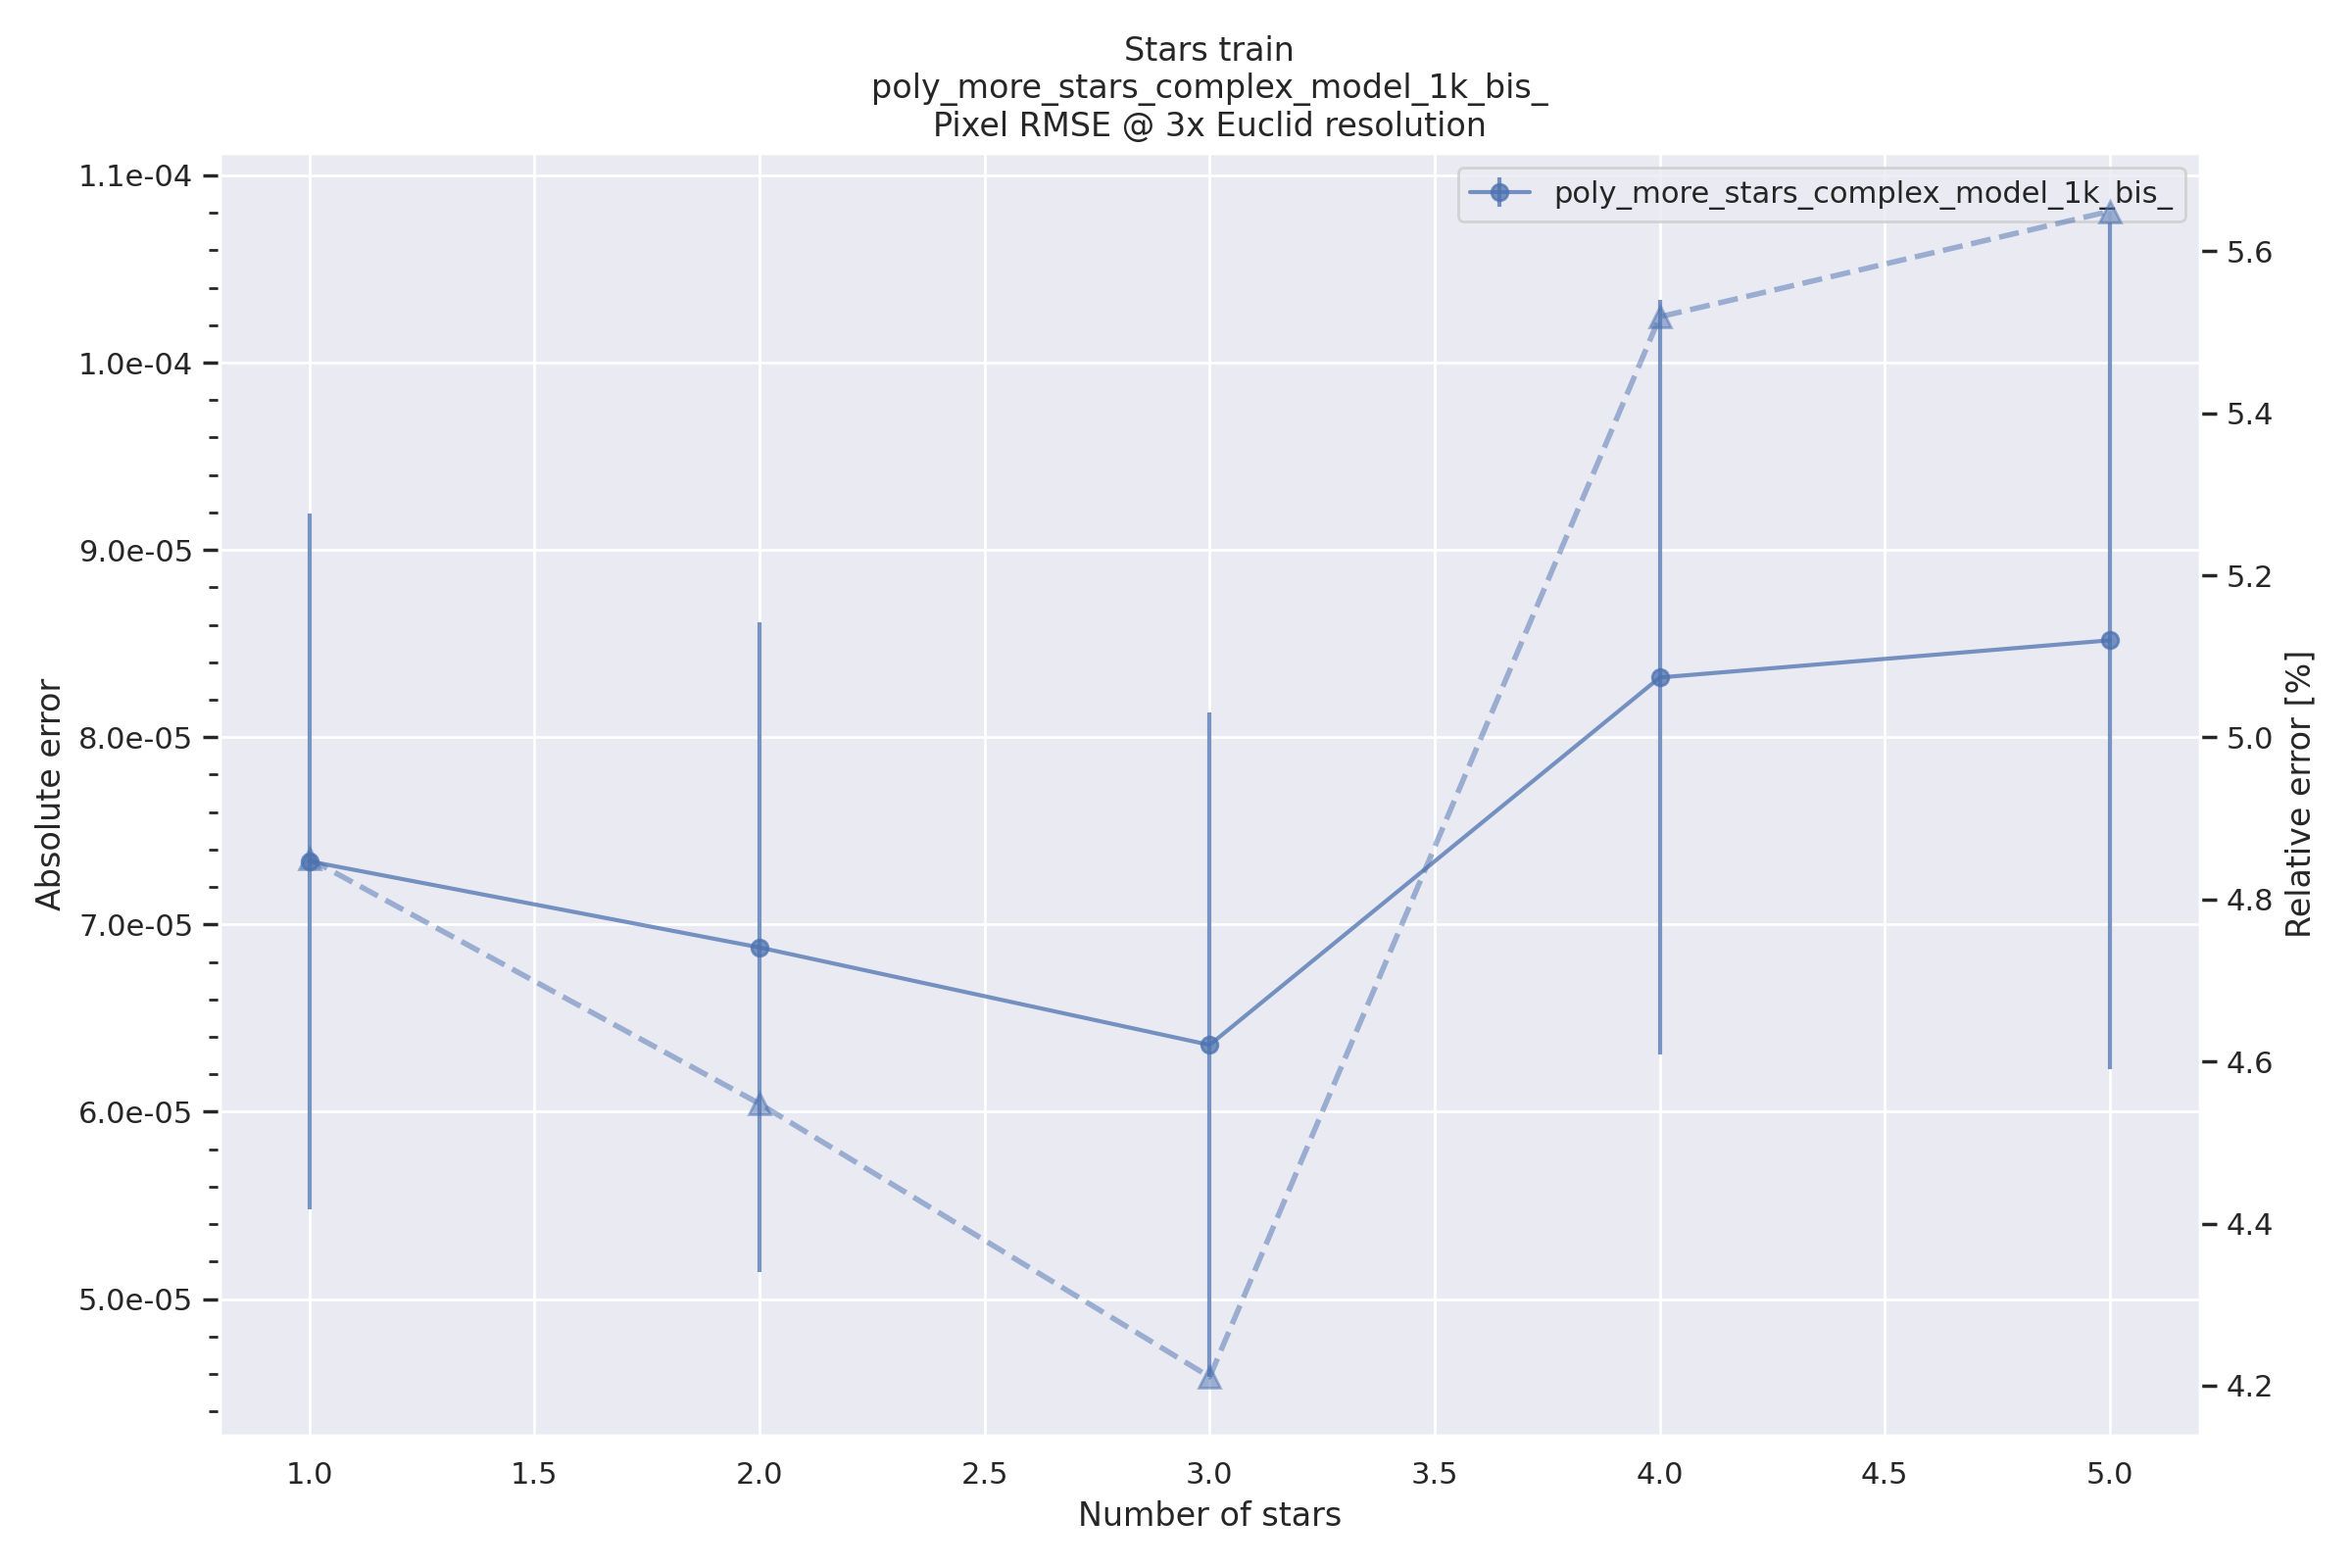 Stars train
poly_more_stars_complex_model_1k_bis_
Pixel RMSE @ 3x Euclid resolution
poly_more_stars_complex_model_1k_bis_
1.1e-04
1.0e-04
9.0e-05
8.0e-05
7.0e-05
6.0e-05
5.0e-05
Absolute error
5.6
5.4
5.2
5.0
4.8
4.6
4.4
4.2
Relative error [%]
1.0 1.5 2.0 2.5 3.0 3.5 4.0 4.5 5.0
Number of stars